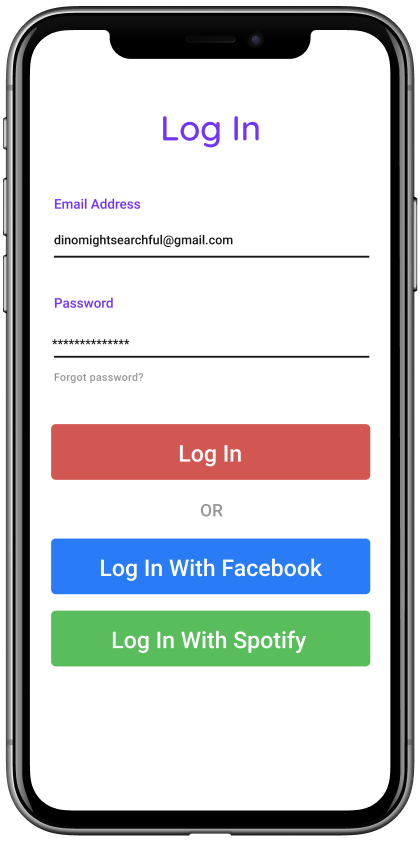 Log In
Email Address
dinomightsearchful@gmail.com
Password
**************
Forgot password?
Log In
OR
Log In With Facebook
Log In With Spotify